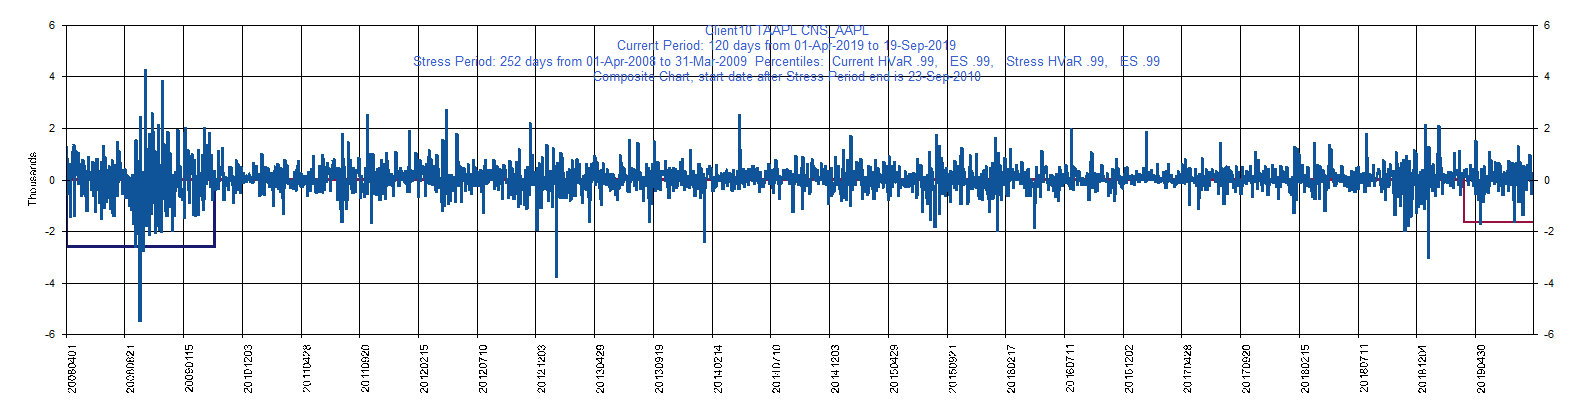 Client10 TAAPL CNS_AAPL
Current Period: 120 days from 01-Apr-2019 to 19-Sep-2019
Stress Period: 252 days from 01-Apr-2008 to 31-Mar-2009 Percentiles: Current HVaR .99, ES .99, Stress HVaR .99, ES .99
Composite Chart, start date after Stress Period end is 23-Sep-2010
6 6
4 4
2 2
0 0
-2 -2
-4 -4
-6 -6
Thousands
20080401 20080821 20090115 20101203 20110428 20110920 20120215 20120710 20121203 20130429 20130919 20140214 20140710 20141203 20150429 20150921 20160217 20160711 20161202 20170428 20170920 20180215 20180711 20181204 20190430